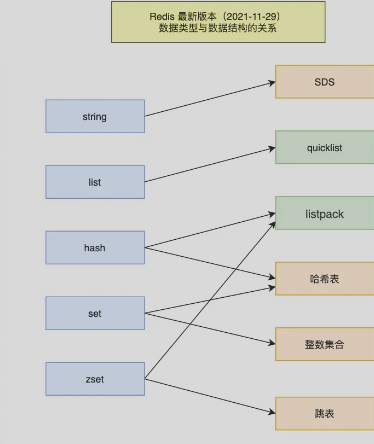 Redis 最新版本（2021-11-29）
数据类型与数据结构的关系
SDS
string
quicklist
list
listpack
hash
哈希表
set
整数集合
zset
跳表